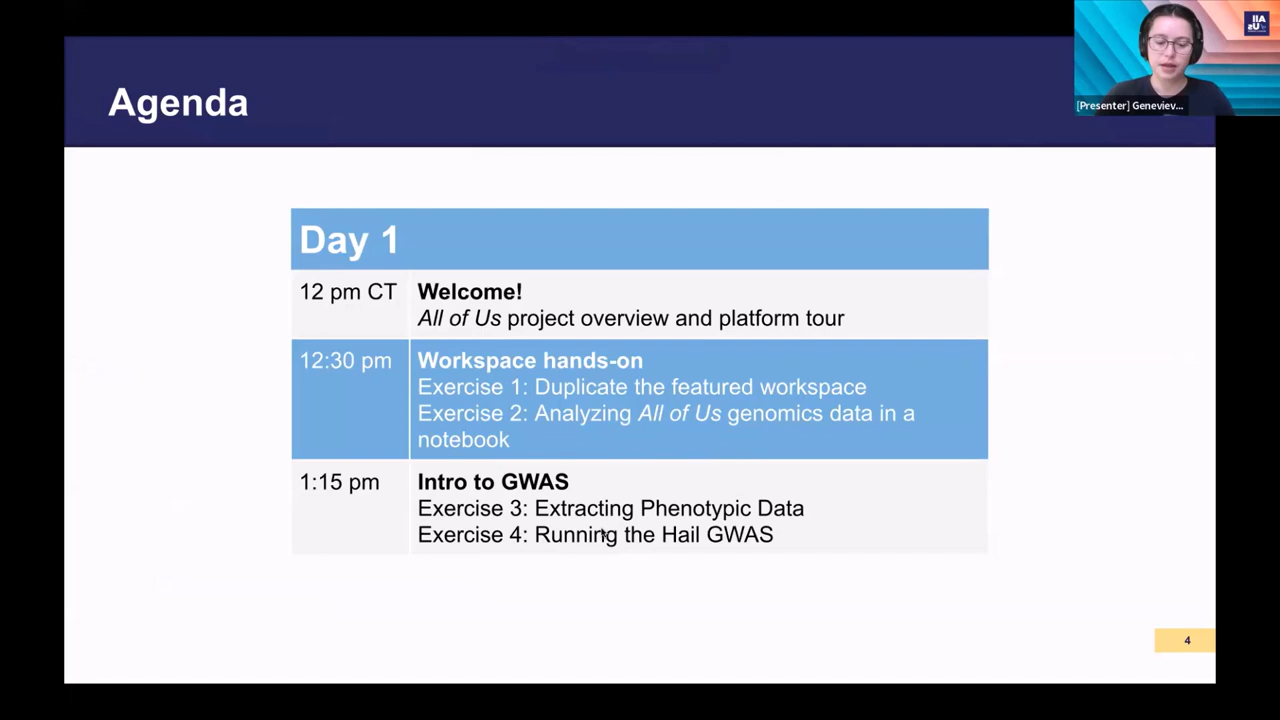 Agenda
Day 1
12 pm CT
Welcome!
All of Us project overview and platform tour
12:30 pm
Workspace hands-on
Exercise 1: Duplicate the featured workspace
Exercise 2: Analyzing All of Us genomics data in a
notebook
1:15 pm
Intro to GWAS
Exercise 3: Extracting Phenotypic Data
Exercise 4: Running the Hail GWAS
4
[Presenter] Geneviev...